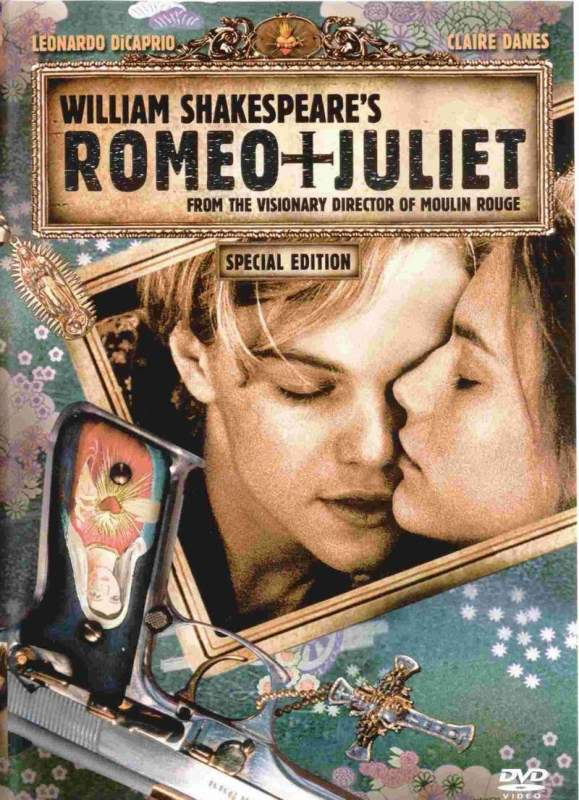 LEONARDO DiCAPRIO CLAIRE DANES
WILLIAM SHAKESPEARE'S
ROMEO+JULIET
FROM THE VISIONARY DIRECTOR OF MOULIN ROUGE
SPECIAL EDITION
DVD
VIDEO